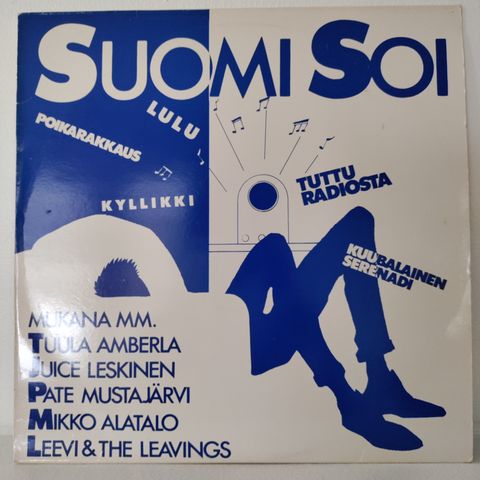 SUOMI SOI
LULU
POIKARAKKAUS
KYLLIKKI
TUTTU
RADIOSTA
KUUBALAINEN
SERENADI
MUKANA MM.
TUULA AMBERLA
JUICE LESKINEN
PATE MUSTAJÄRVI
MIKKO ALATALO
LEEVI & THE LEAVINGS